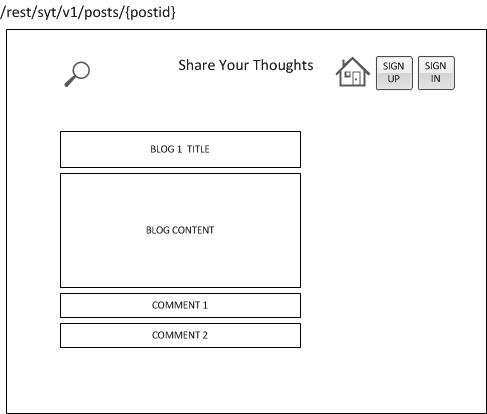 /rest/syt/v1/posts/{postid}
Share Your Thoughts
SIGN
UP
SIGN
IN
BLOG 1 TITLE
BLOG CONTENT
COMMENT 1
COMMENT 2